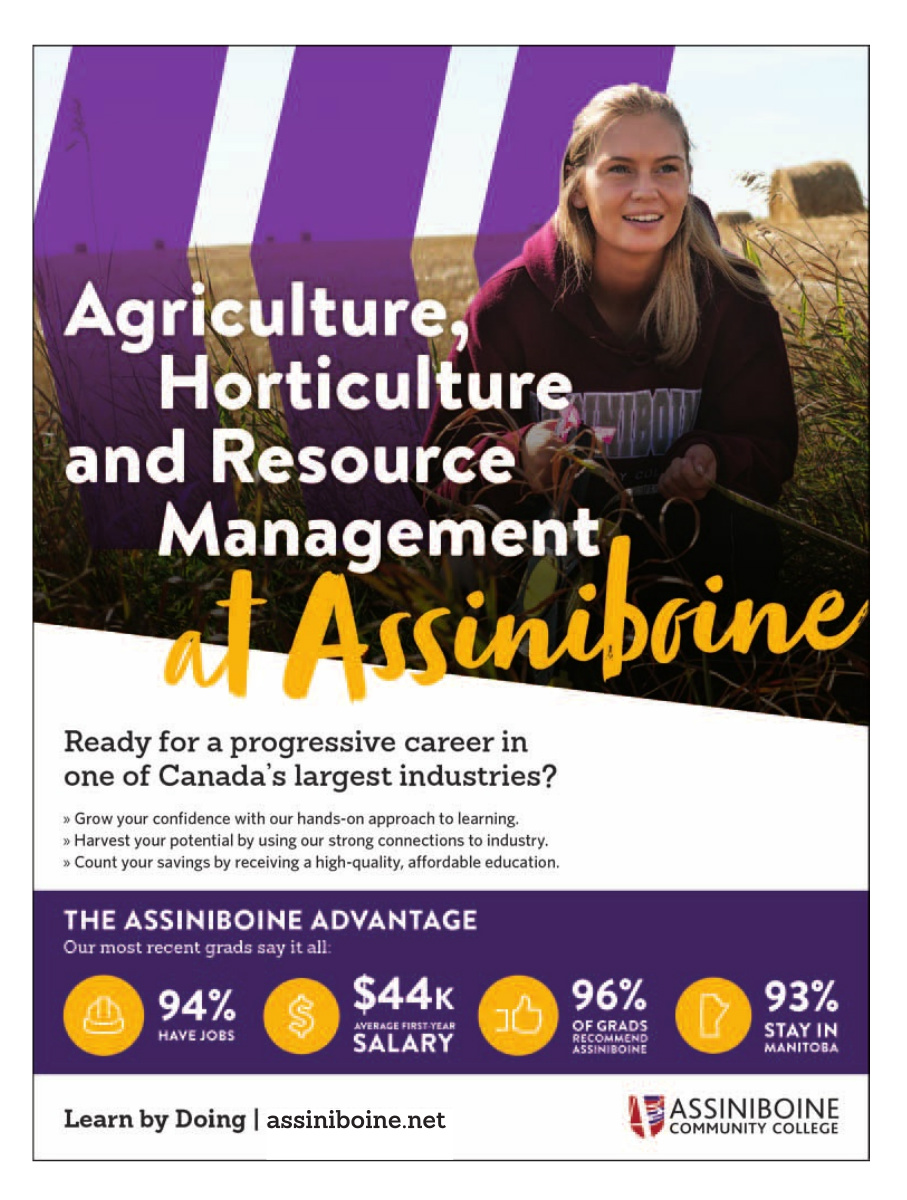 Agriculture,
Horticulture
and Resource
Management
at Assiniboine
Ready for a progressive career in
one of Canada's largest industries?
» Grow your confidence with our hands-on approach to learning.
» Harvest your potential by using our strong connections to industry.
» Count your savings by receiving a high-quality, affordable education.
THE ASSINIBOINE ADVANTAGE
Our most recent grads say it all:
94%
HAVE JOBS
$44K
AVERAGE FIRST-YEAR
SALARY
96%
OF GRADS
RECOMMEND
ASSINIBOINE
93%
STAY IN
MANITOBA
Learn by Doing | assiniboine.net
ASSINIBOINE
COMMUNITY COLLEGE